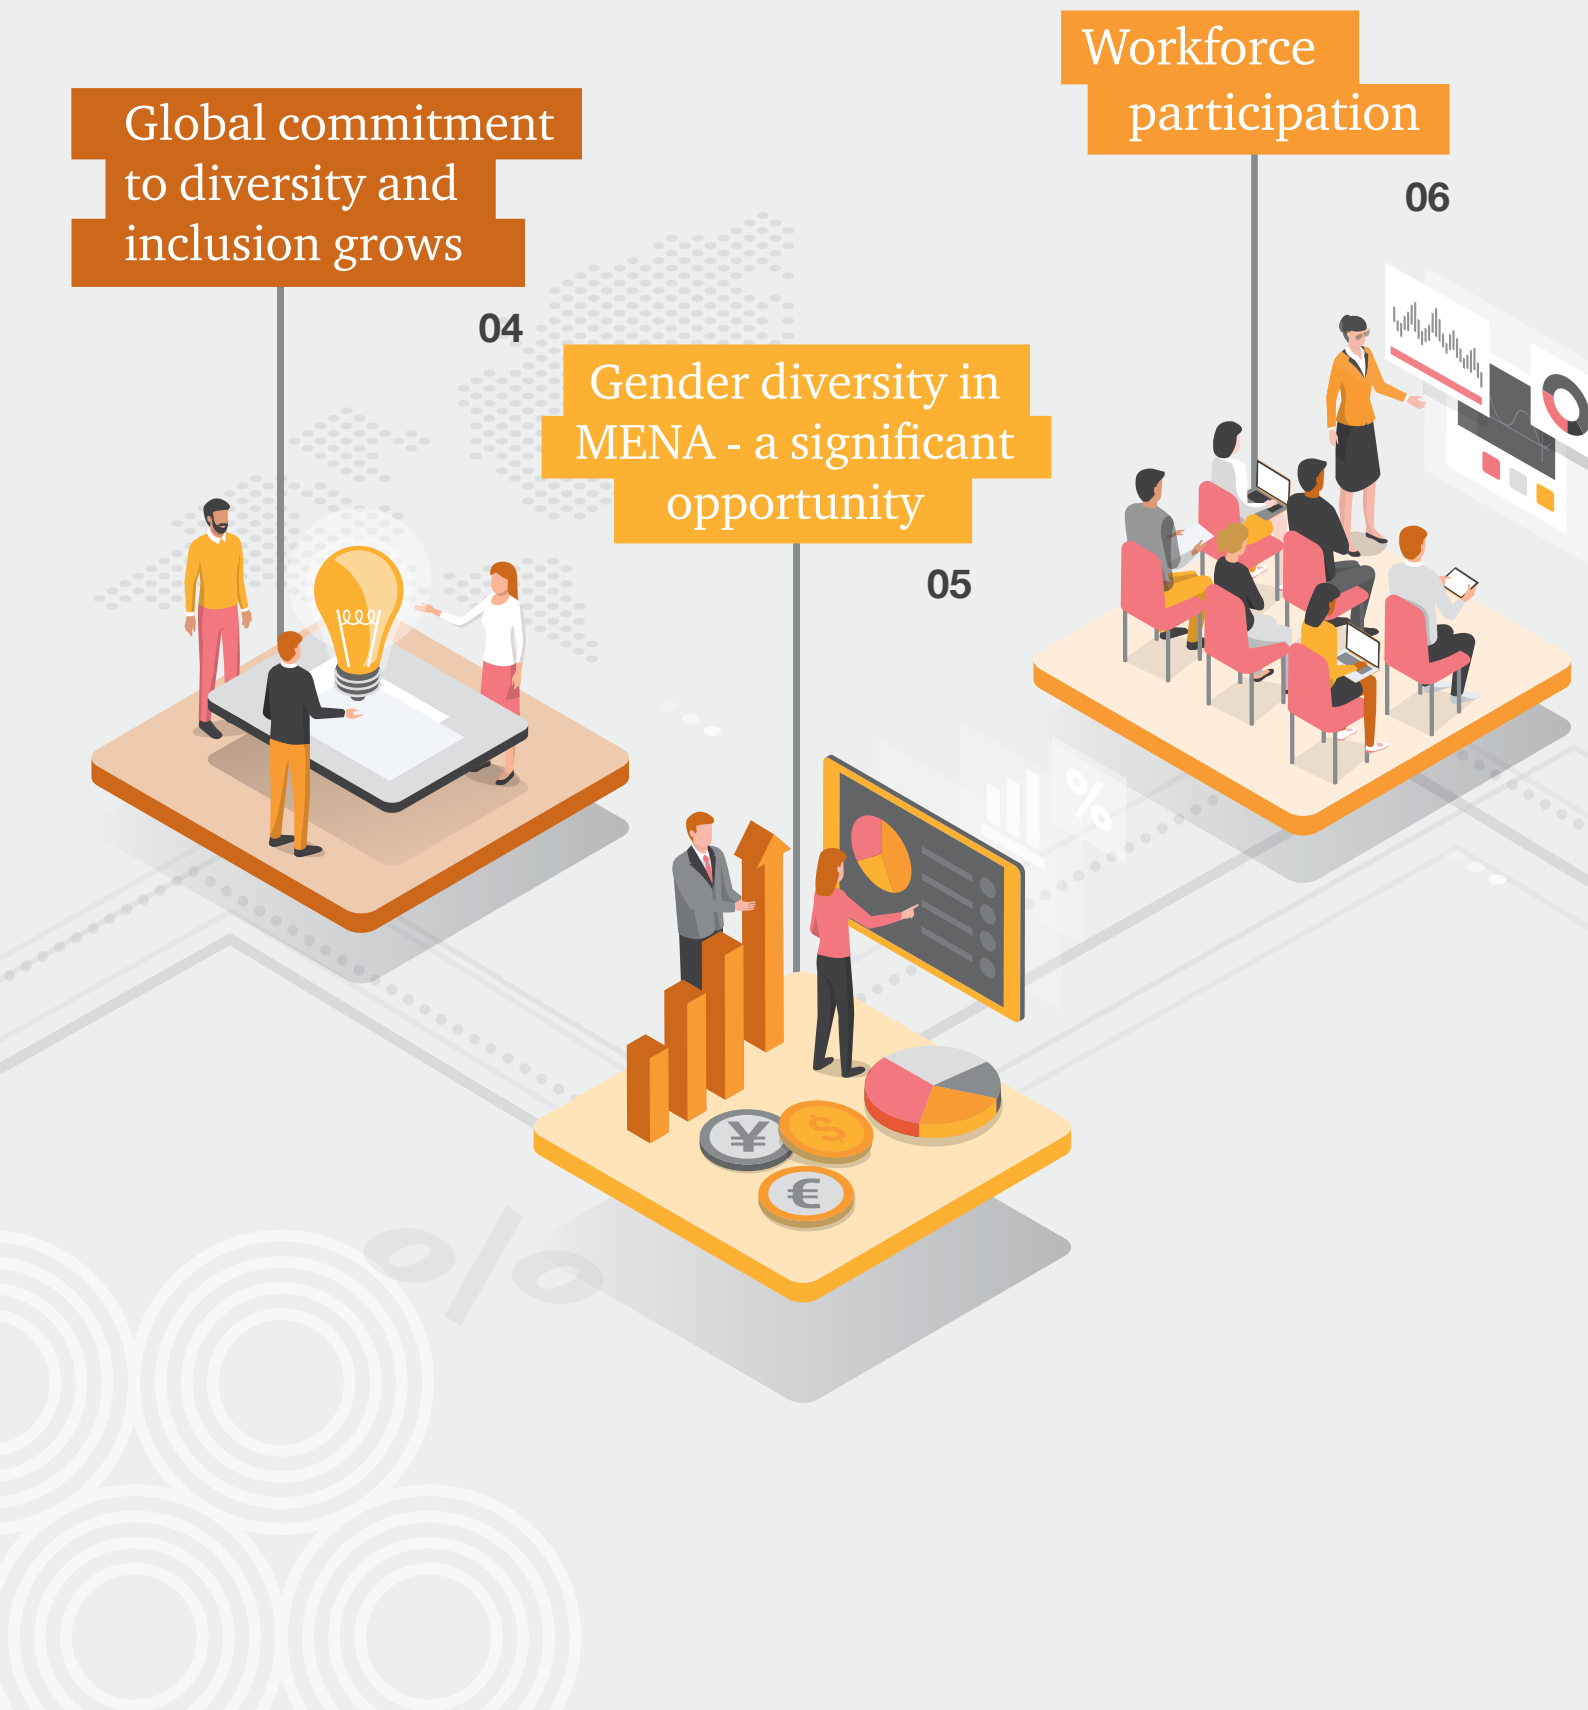 Global commitment
to diversity and
inclusion grows
04
Gender diversity in
MENA - a significant
opportunity
05
Workforce
participation
06
%
¥
$
€
%